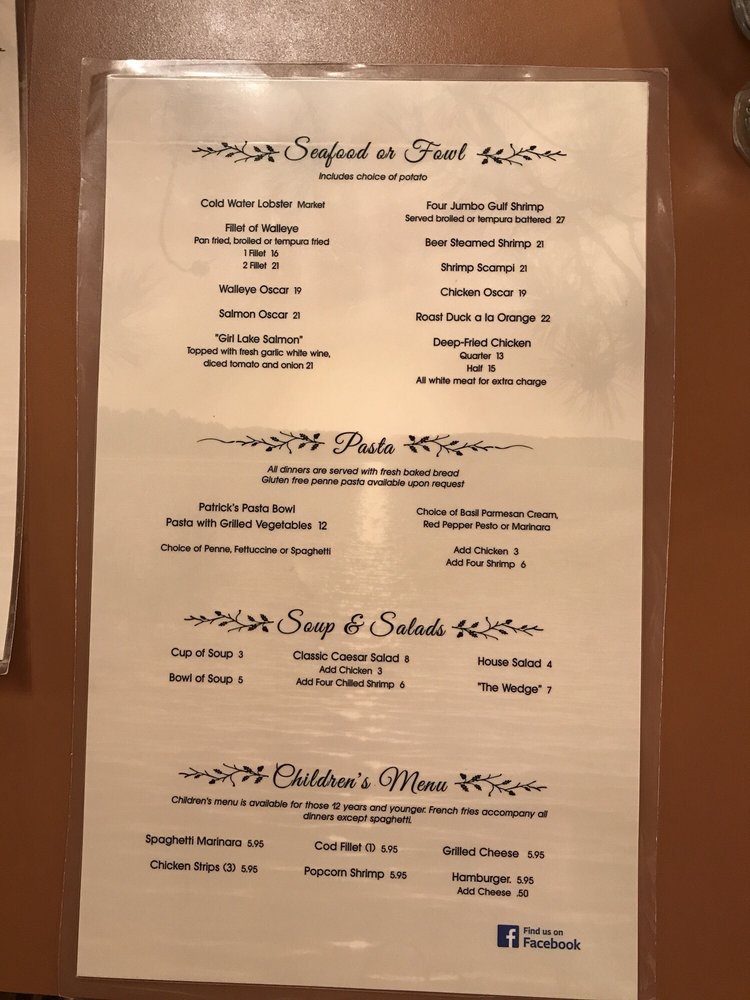 Seafood or Fowl
Includes choice of potato
Cold Water Lobster Market
Fillet of Walleye
Pan fried, broiled or tempura fried
1 Fillet 16
2 Fillet 21
Walleye Oscar 19
Salmon Oscar 21
"Girl Lake Salmon"
Topped with fresh garlic white wine,
diced tomato and onion 21
Four Jumbo Gulf Shrimp
Served broiled or tempura battered 27
Beer Steamed Shrimp 21
Shrimp Scampi 21
Chicken Oscar 19
Roast Duck a la Orange 22
Deep-Fried Chicken
Quarter 13
Half 15
All white meat for extra charge
Pasta
All dinners are served with fresh baked bread
Gluten free penne pasta available upon request
Patrick's Pasta Bowl
Pasta with Grilled Vegetables 12
Choice of Penne, Fettuccine or Spaghetti
Choice of Basil Parmesan Cream,
Red Pepper Pesto or Marinara
Add Chicken 3
Add Four Shrimp 6
Soup & Salads
Cup of Soup 3
Bowl of Soup 5
Classic Caesar Salad 8
Add Chicken 3
Add Four Chilled Shrimp 6
House Salad 4
"The Wedge" 7
Children's Menu
Children's menu is available for those 12 years and younger. French fries accompany all
dinners except spaghetti.
Spaghetti Marinara 5.95
Chicken Strips (3) 5.95
Cod Fillet (1) 5.95
Popcorn Shrimp 5.95
Grilled Cheese 5.95
Hamburger. 5.95
Add Cheese .50
f Find us on
Facebook